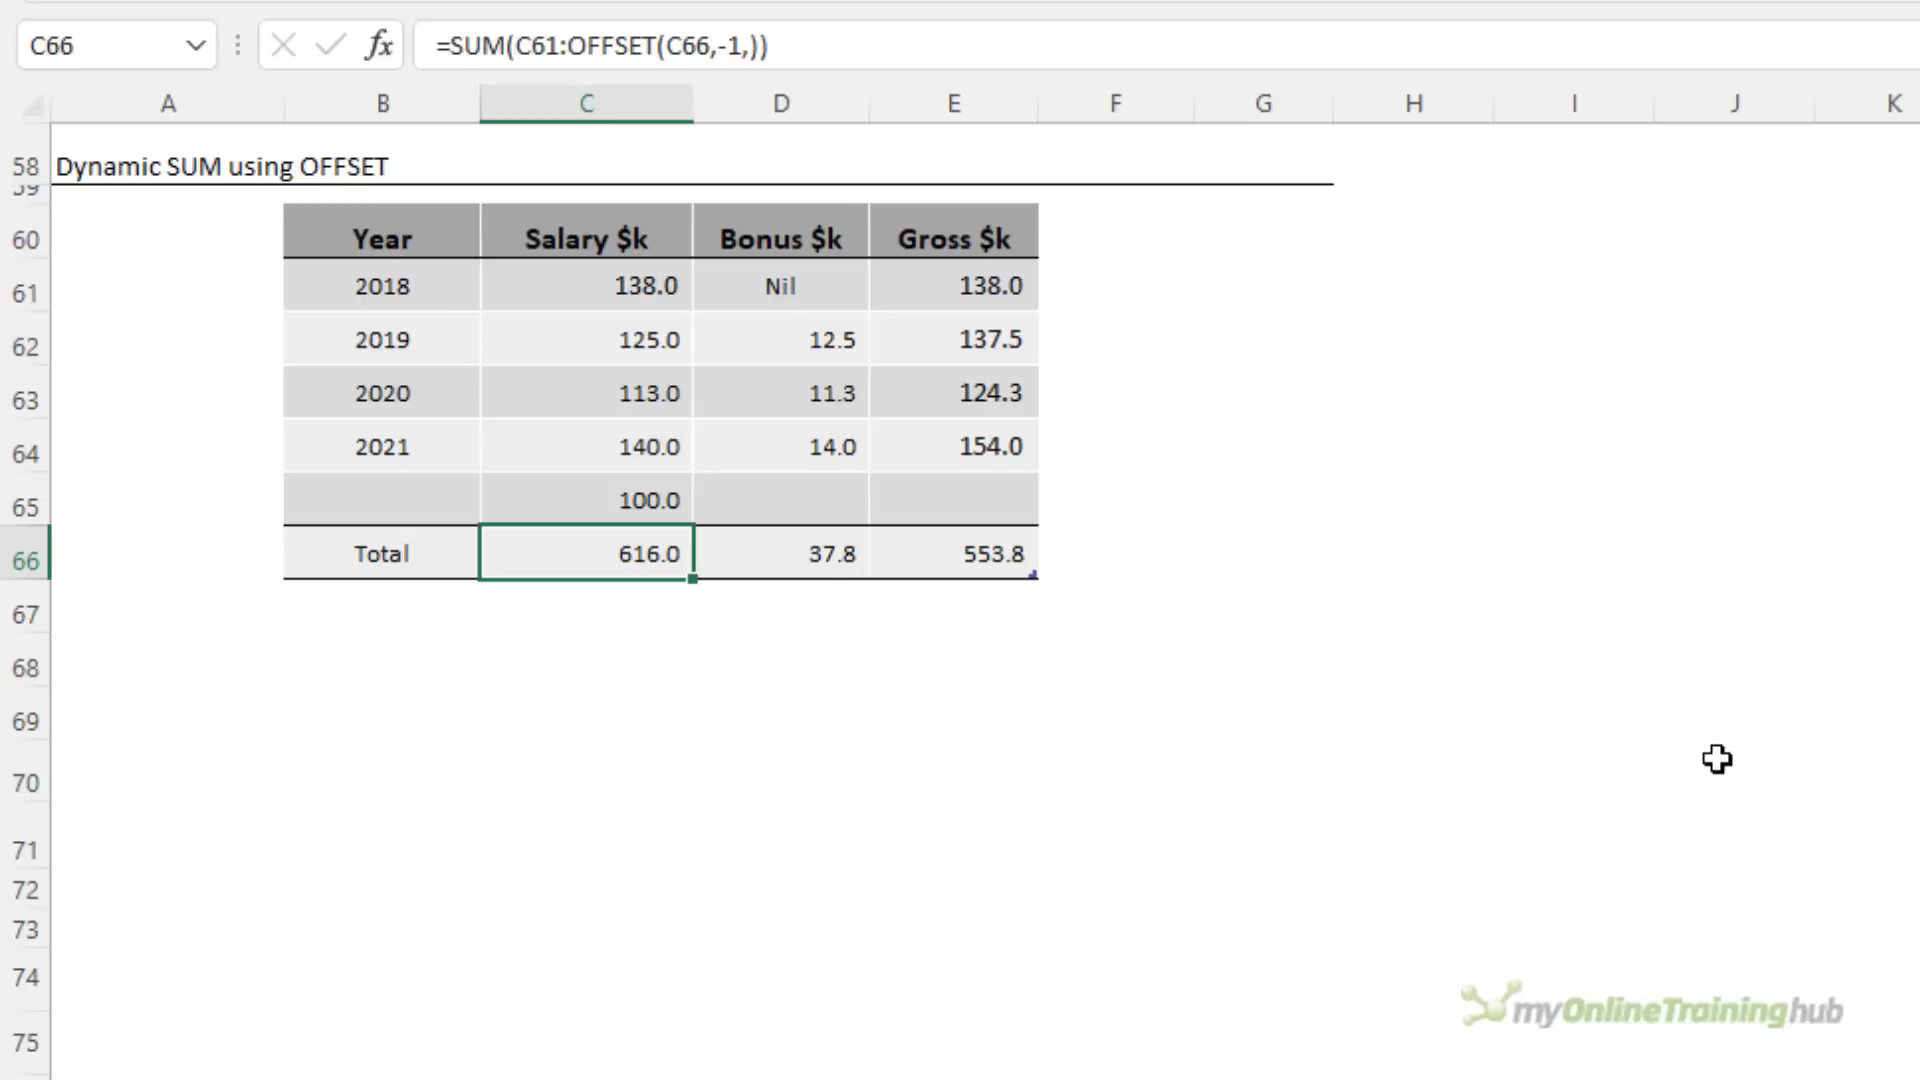 C66 fx =SUM(C61:OFFSET(C66,-1,))
A B C D E F G H I J K
58 Dynamic SUM using OFFSET
59
60 Year Salary $k Bonus $k Gross $k
61 2018 138.0 Nil 138.0
62 2019 125.0 12.5 137.5
63 2020 113.0 11.3 124.3
64 2021 140.0 14.0 154.0
65 100.0
66 Total 616.0 37.8 553.8
67
68
69
70
71
72
73
74
75
myOnlineTraininghub